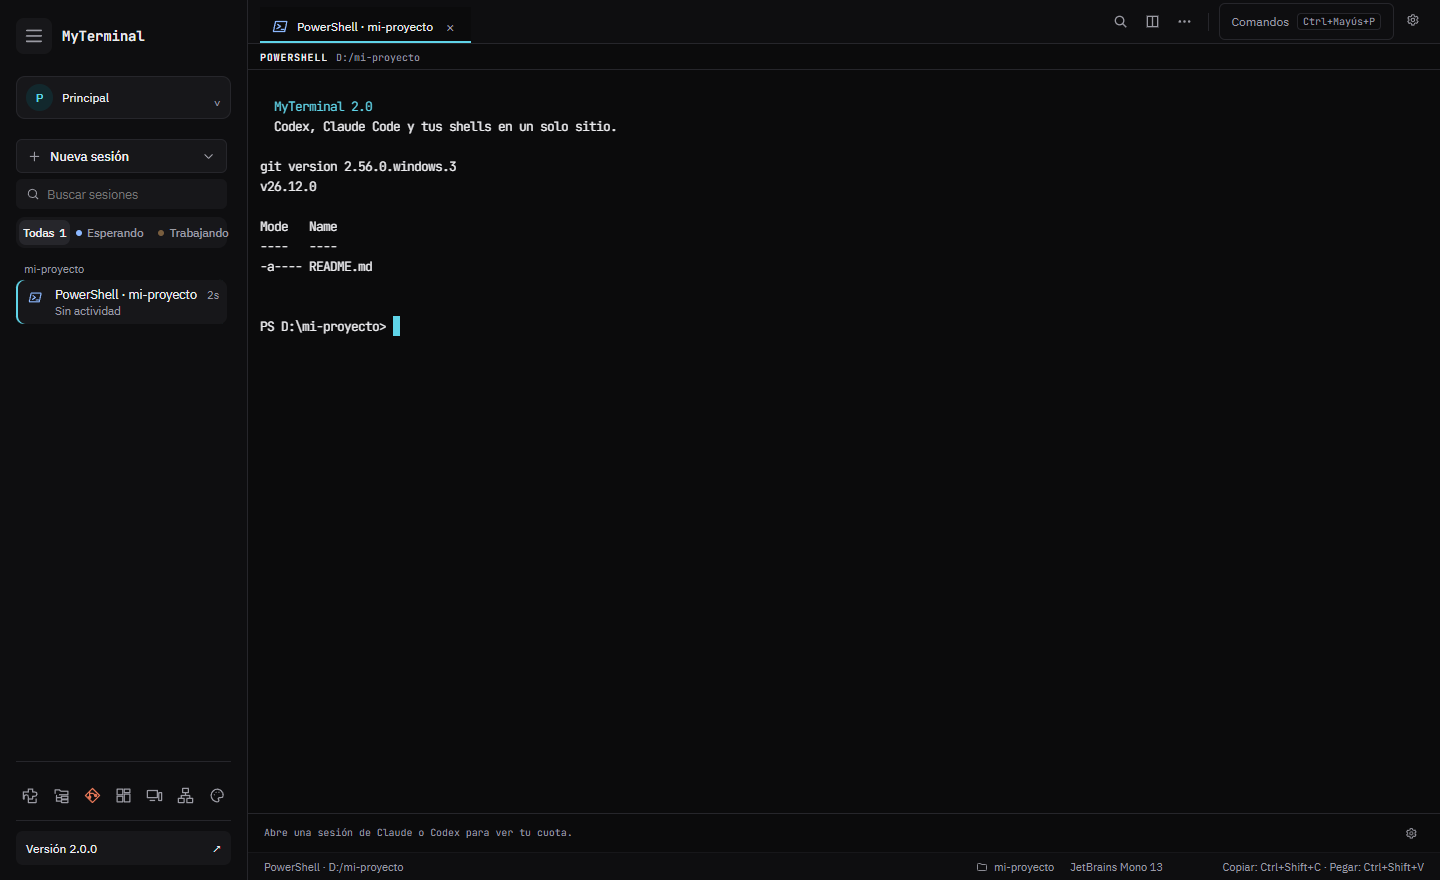 MyTerminal
P Principal
Nueva sesión
Buscar sesiones
Todas 1 Esperando Trabajando
mi-proyecto
PowerShell · mi-proyecto 2s
Sin actividad
Versión 2.0.0
PowerShell · mi-proyecto
Comandos Ctrl+Mayús+P
POWERSHELL D:/mi-proyecto
MyTerminal 2.0
Codex, Claude Code y tus shells en un solo sitio.
git version 2.56.0.windows.3
v26.12.0
Mode Name
---- ----
-a---- README.md
PS D:\mi-proyecto>
Abre una sesión de Claude o Codex para ver tu cuota.
PowerShell · D:/mi-proyecto
mi-proyecto JetBrains Mono 13 Copiar: Ctrl+Shift+C · Pegar: Ctrl+Shift+V